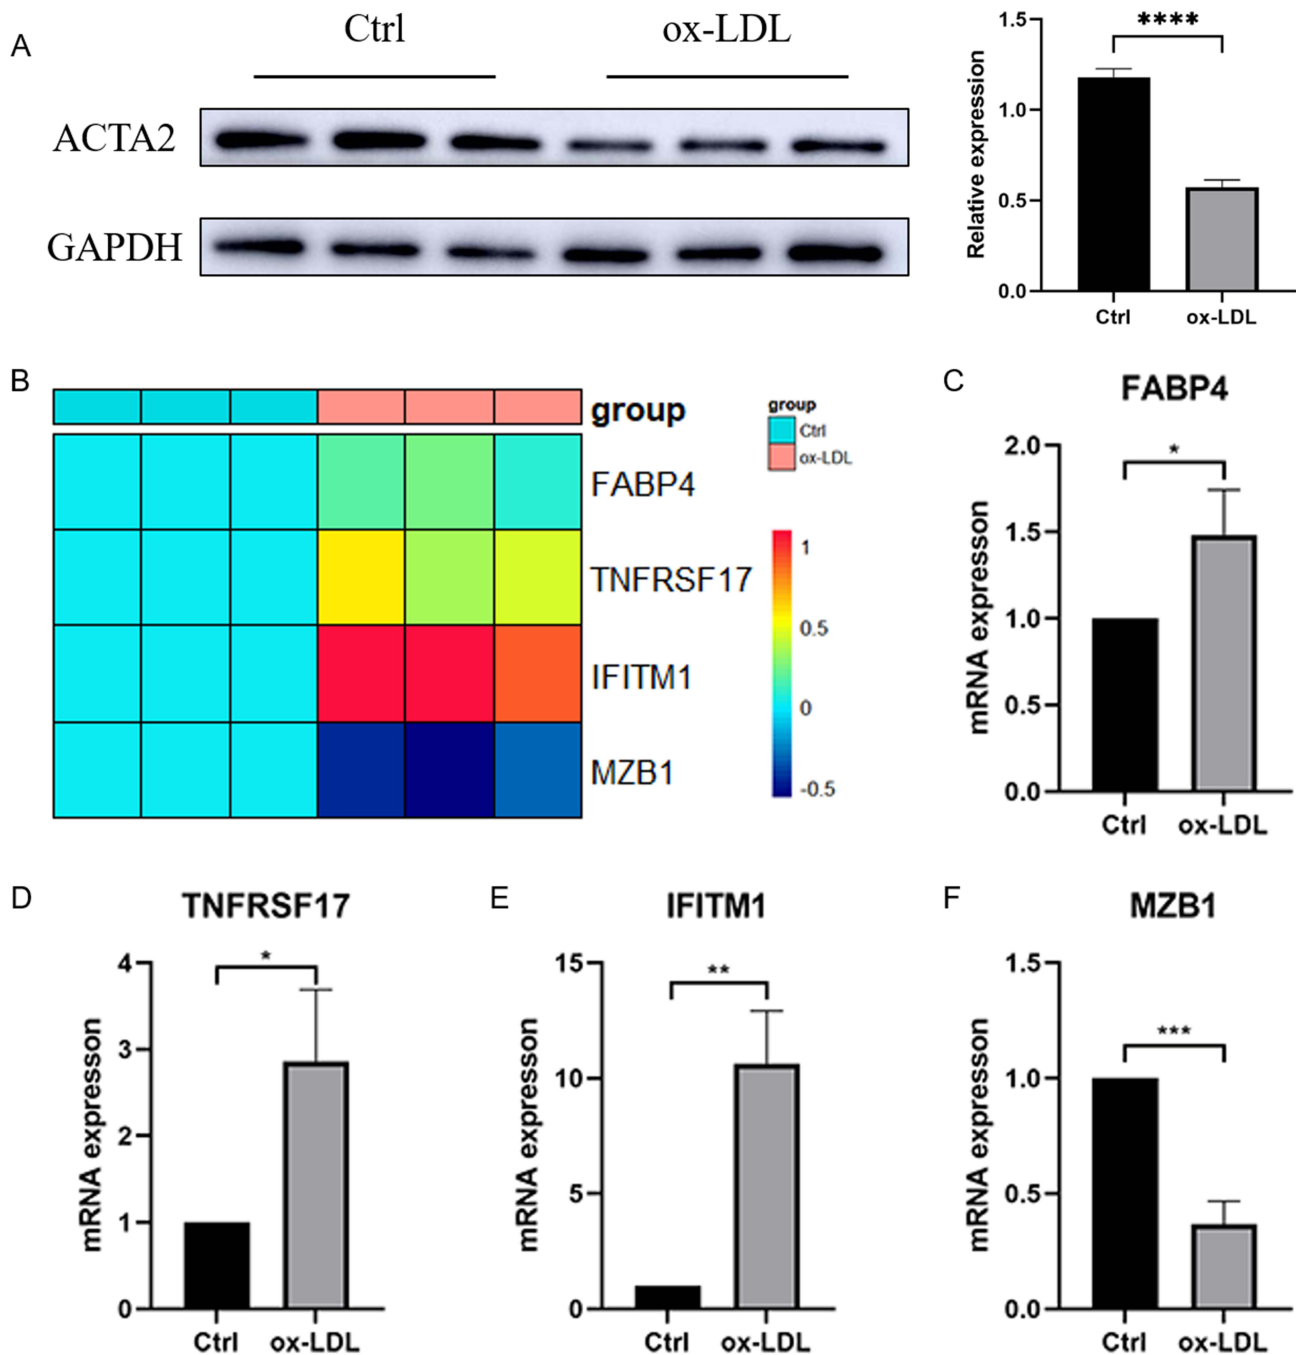 A
Ctrl
ox-LDL
ACTA2
GAPDH
Relative expression
1.5
1.0
0.5
0.0
****
Ctrl
ox-LDL
B
group
FABP4
TNFRSF17
IFITM1
MZB1
group
Ctrl
ox-LDL
1
0.5
0
-0.5
C
FABP4
mRNA expresson
2.0
1.5
1.0
0.5
0.0
*
Ctrl
ox-LDL
D
TNFRSF17
mRNA expresson
4
3
2
1
0
*
Ctrl
ox-LDL
E
IFITM1
mRNA expresson
15
10
5
0
**
Ctrl
ox-LDL
F
MZB1
mRNA expresson
1.5
1.0
0.5
0.0
***
Ctrl
ox-LDL